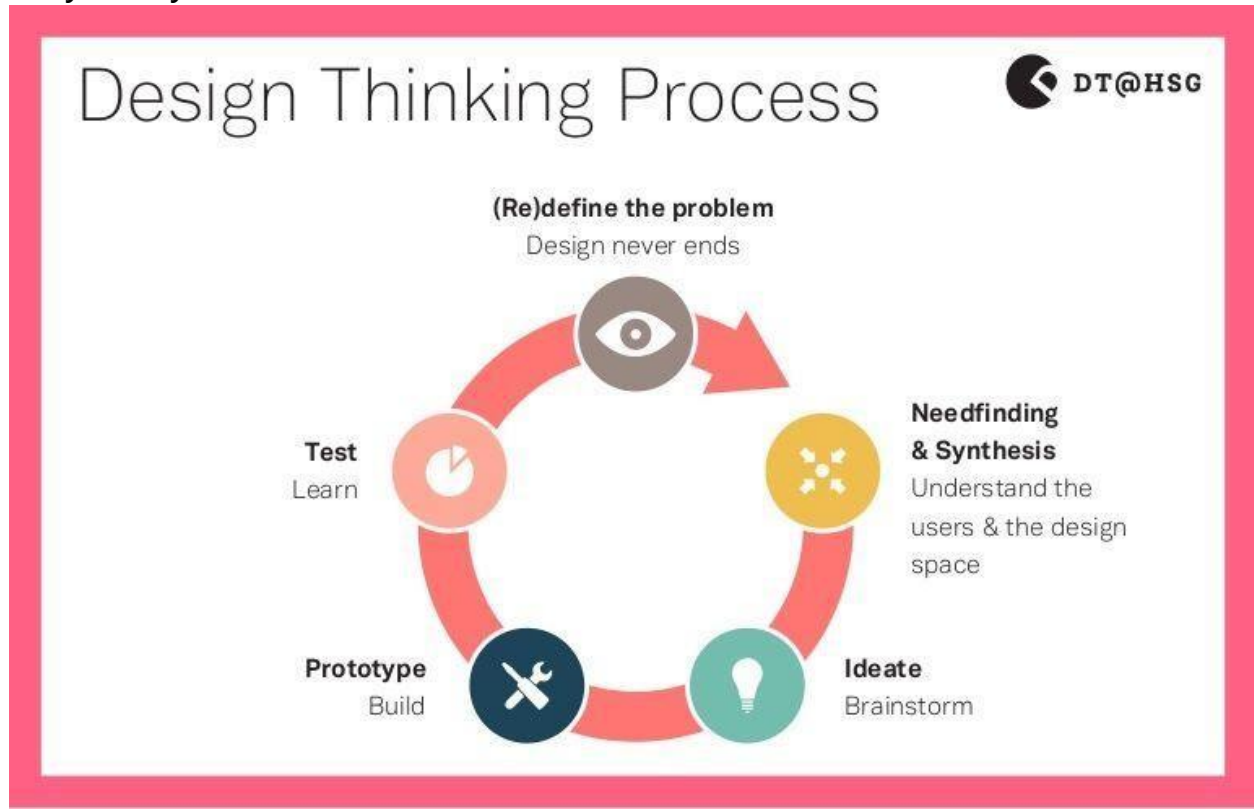 Design Thinking Process
DT@HSG
(Re)define the problem
Design never ends
Needfinding
& Synthesis
Understand the
users & the design
space
Ideate
Brainstorm
Prototype
Build
Test
Learn